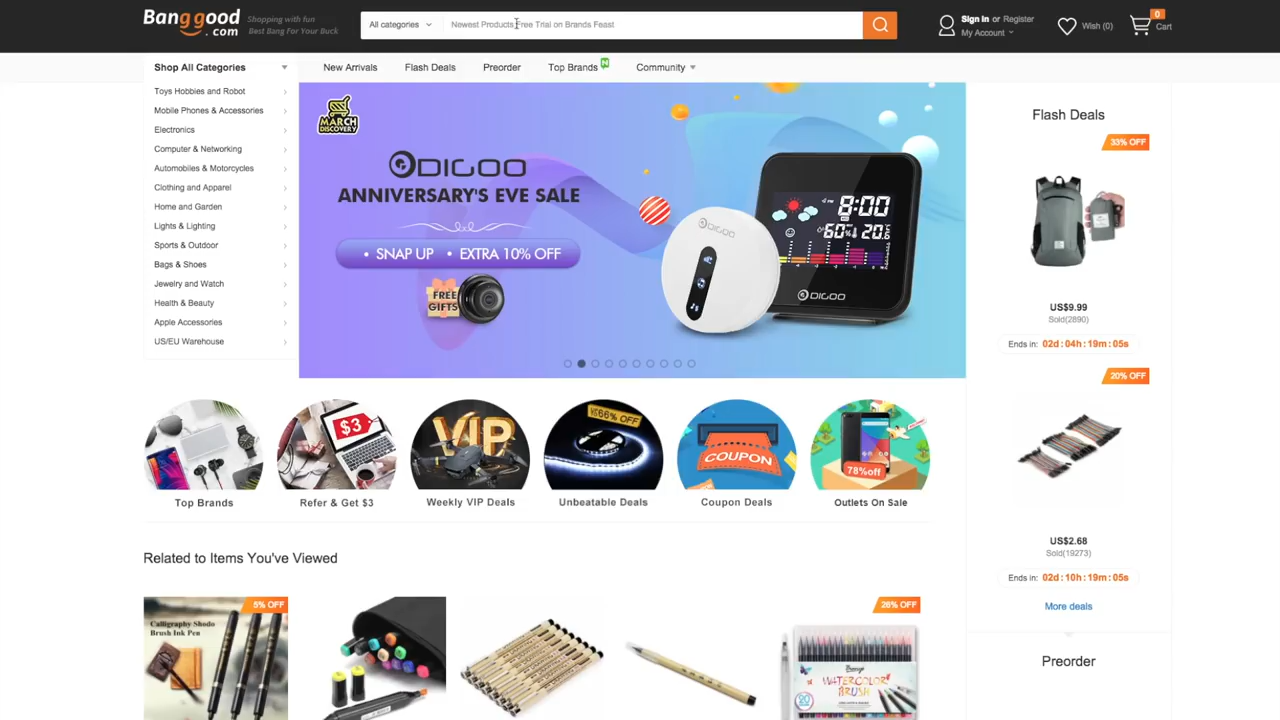 Banggood
.com
Shopping with fun
Best Bang For Your Buck
All categories
Newest Products Free Trial on Brands Feast
Sign In or Register
My Account
Wish (0)
0
Cart
Shop All Categories
New Arrivals
Flash Deals
Preorder
Top Brands
N
Community
Toys Hobbies and Robot
Mobile Phones & Accessories
Electronics
Computer & Networking
Automobiles & Motorcycles
Clothing and Apparel
Home and Garden
Lights & Lighting
Sports & Outdoor
Bags & Shoes
Jewelry and Watch
Health & Beauty
Apple Accessories
US/EU Warehouse
MARCH
DISCOVERY
DIGOO
ANNIVERSARY'S EVE SALE
• SNAP UP • EXTRA 10% OFF
FREE
GIFTS
DIGOO
8:00
60%
20
DIGOO
Flash Deals
33% OFF
US$9.99
Sold(2890)
Ends in: 02d : 04h : 19m : 05s
20% OFF
US$2.68
Sold(19273)
Ends in: 02d : 10h : 19m : 05s
More deals
Preorder
$3
VIP
66% OFF
COUPON
78%off
Top Brands
Refer & Get $3
Weekly VIP Deals
Unbeatable Deals
Coupon Deals
Outlets On Sale
Related to Items You've Viewed
5% OFF
Calligraphy Shodo
Brush Ink Pen
26% OFF
WATERCOLOR
BRUSH